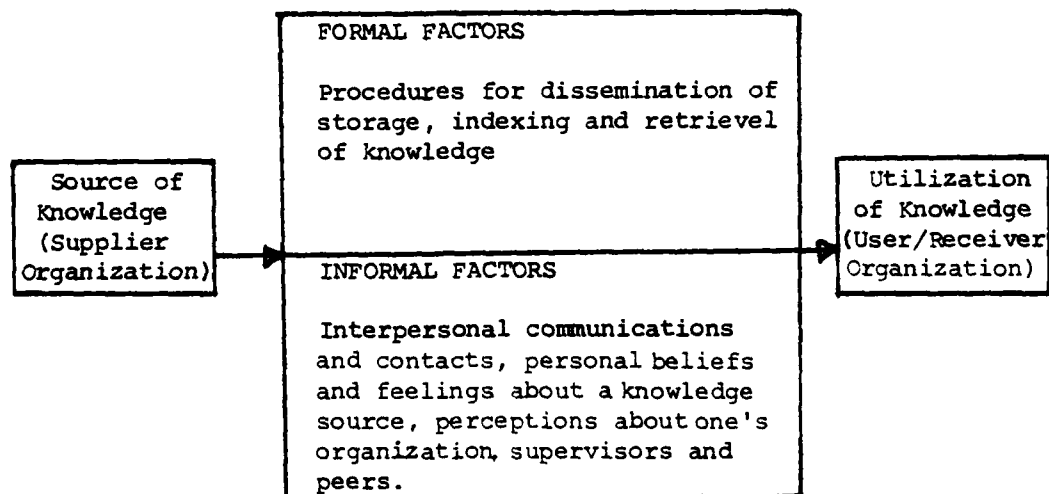 FORMAL FACTORS
Procedures for dissemination of
storage, indexing and retrievel
of knowledge
Source of
Knowledge
(Supplier
Organization)
Utilization
of Knowledge
(User/Receiver
Organization)
INFORMAL FACTORS
Interpersonal communications
and contacts, personal beliefs
and feelings about a knowledge
source, perceptions about one's
organization, supervisors and
peers.